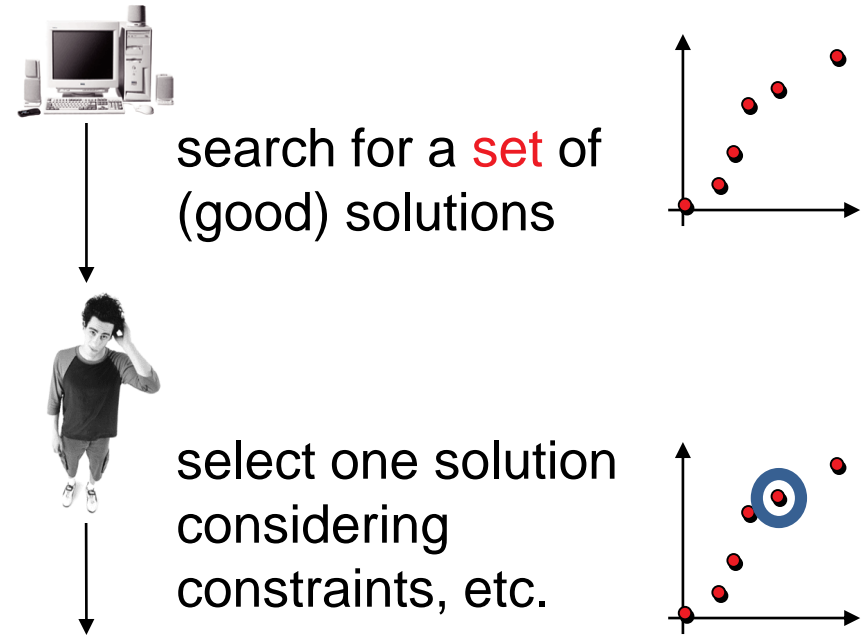 search for a set of
(good) solutions
select one solution
considering
constraints, etc.